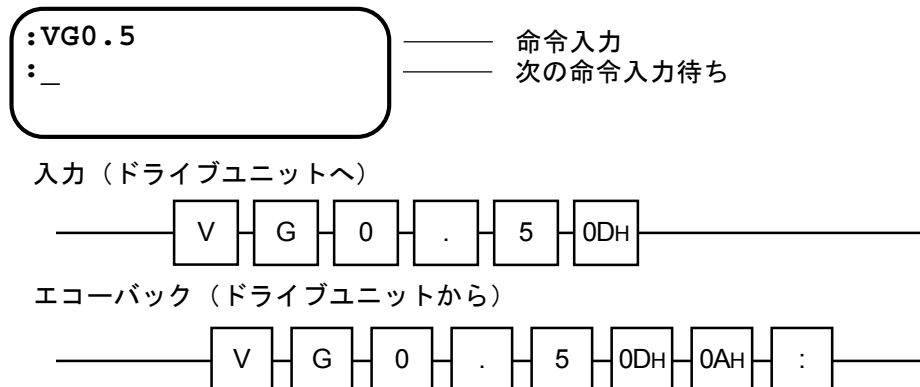 :VG0.5 命令入力
:_ 次の命令入力待ち
入力（ドライブユニットへ）
V G 0 . 5 0DH
エコーバック（ドライブユニットから）
V G 0 . 5 0DH 0AH :